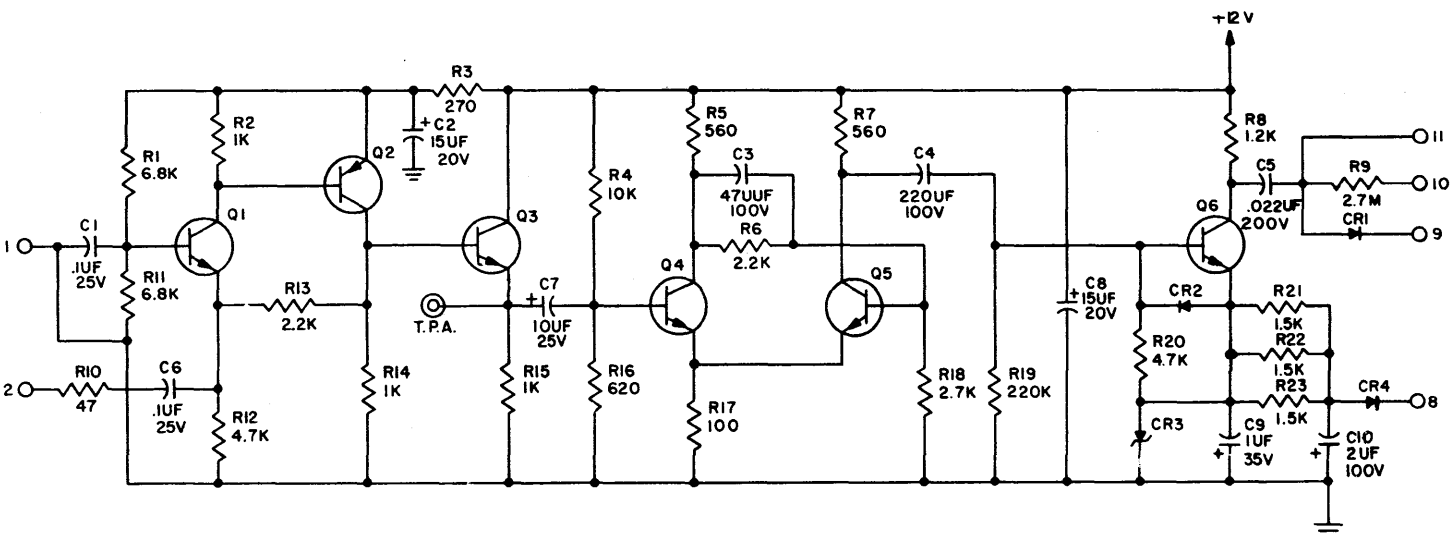 +12 V
R3
270
R2
1K
+
C2
15UF
20V
R5
560
R7
560
R8
1.2K
R1
6.8K
Q2
R4
10K
C3
47UUF
100V
C4
220UF
100V
C5
.022UF
200V
11
R9
2.7M
10
CR1
9
1
C1
.1UF
25V
Q1
Q3
R6
2.2K
Q6
R11
6.8K
R13
2.2K
T.P.A.
+
C7
10UF
25V
Q4
Q5
+
C8
15UF
20V
CR2
R21
1.5K
R20
4.7K
R22
1.5K
2
R10
47
C6
.1UF
25V
R12
4.7K
R14
1K
R15
1K
R16
620
R17
100
R18
2.7K
R19
220K
R23
1.5K
CR4
8
CR3
+
C9
1UF
35V
+
C10
2UF
100V